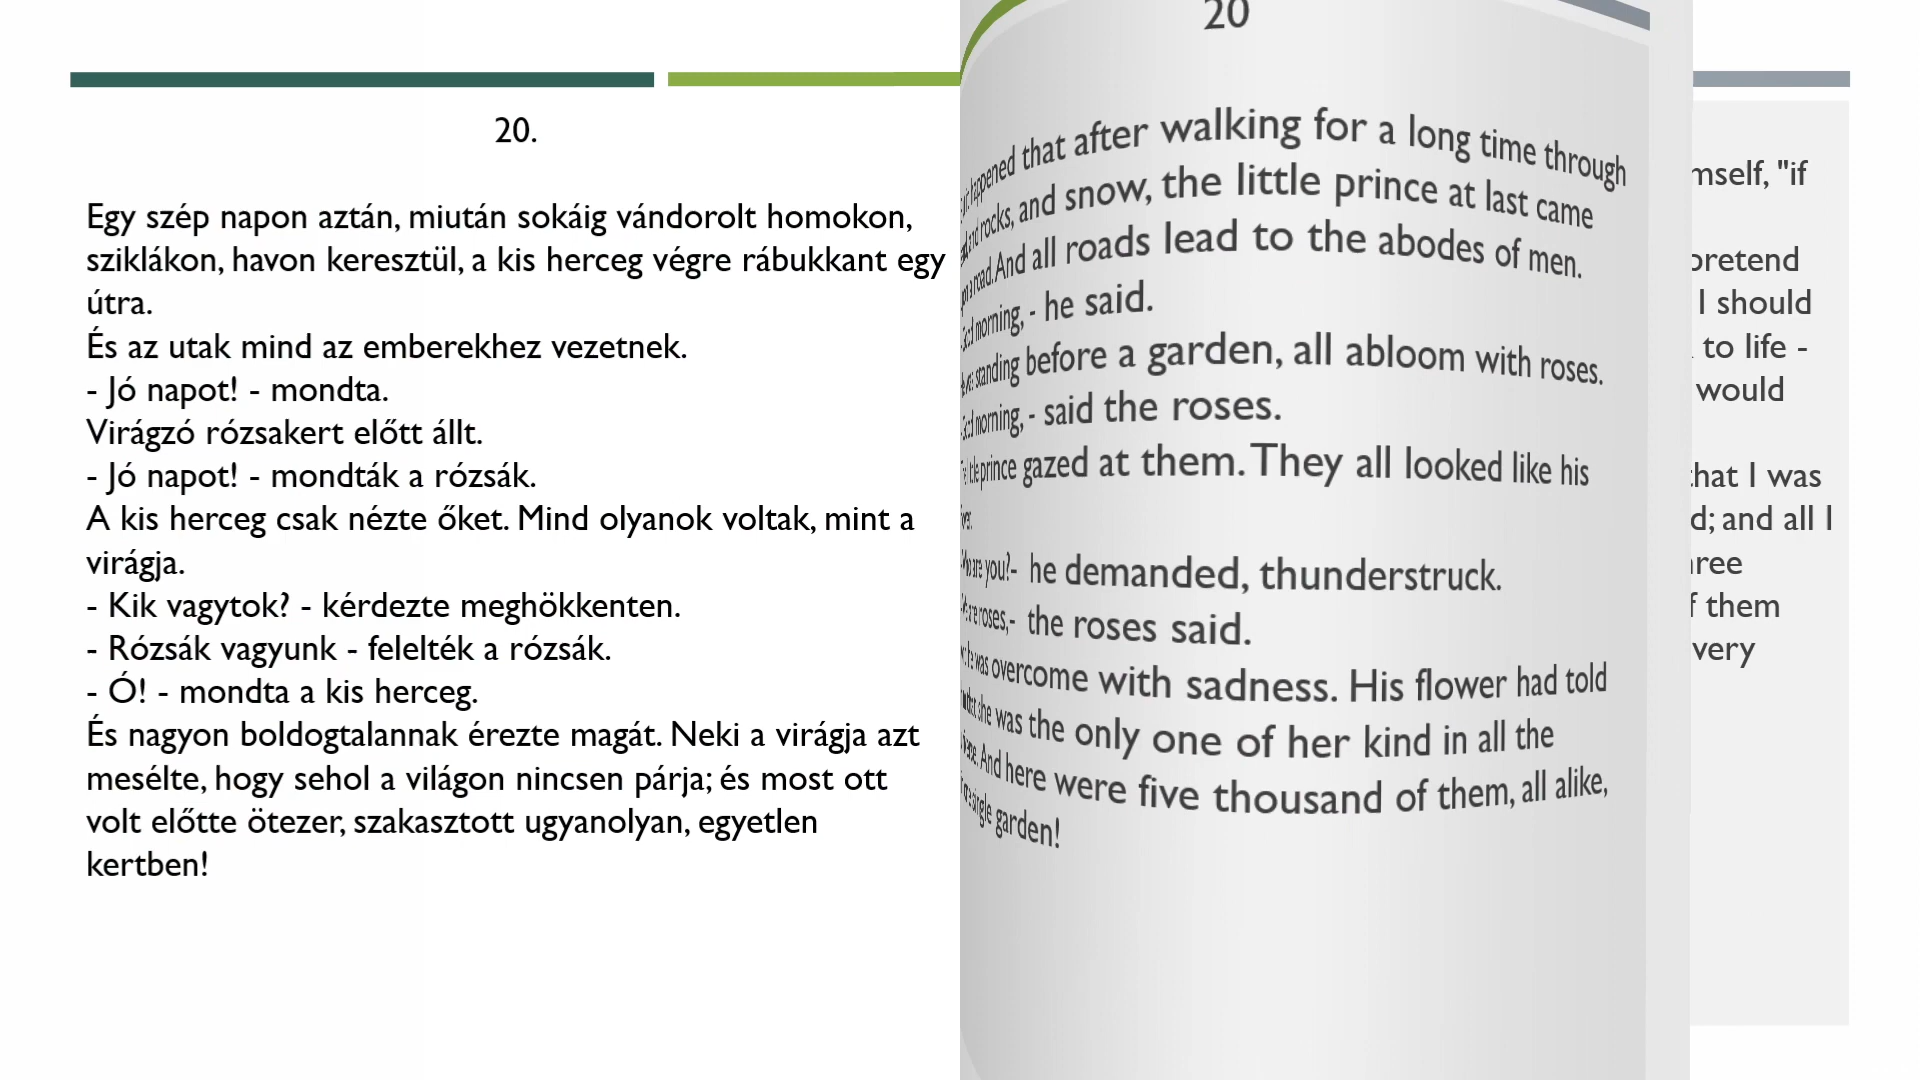 20.
Egy szép napon aztán, miután sokáig vándorolt homokon,
sziklákon, havon keresztül, a kis herceg végre rábukkant egy
útra.
És az utak mind az emberekhez vezetnek.
- Jó napot! - mondta.
Virágzó rózsakert előtt állt.
- Jó napot! - mondták a rózsák.
A kis herceg csak nézte őket. Mind olyanok voltak, mint a
virágja.
- Kik vagytok? - kérdezte meghökkenten.
- Rózsák vagyunk - felelték a rózsák.
- Ó! - mondta a kis herceg.
És nagyon boldogtalannak érezte magát. Neki a virágja azt
mesélte, hogy sehol a világon nincsen párja; és most ott
volt előtte ötezer, szakasztott ugyanolyan, egyetlen
kertben!
20
happened that after walking for a long time through
rocks, and snow, the little prince at last came
road. And all roads lead to the abodes of men.
morning, - he said.
standing before a garden, all abloom with roses.
morning, - said the roses.
prince gazed at them. They all looked like his
are you?- he demanded, thunderstruck.
roses,- the roses said.
he was overcome with sadness. His flower had told
that she was the only one of her kind in all the
And here were five thousand of them, all alike,
single garden!
mself, "if
pretend
I should
to life -
would
that I was
d; and all I
f them
very